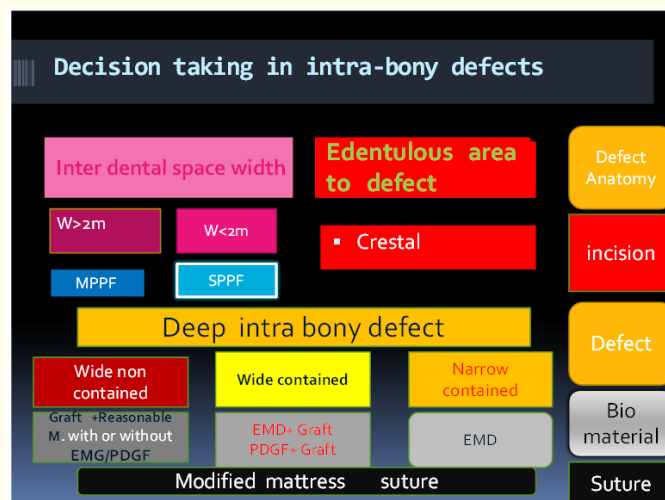 Decision taking in intra-bony defects
Inter dental space width
Edentulous area
to defect
Defect
Anatomy
W>2m
W<2m
▪ Crestal
incision
MPPF
SPPF
Deep intra bony defect
Defect
Wide non
contained
Wide contained
Narrow
contained
Graft +Reasonable
M. with or without
EMG/PDGF
EMD+ Graft
PDGF+ Graft
EMD
Bio
material
Modified mattress suture
Suture